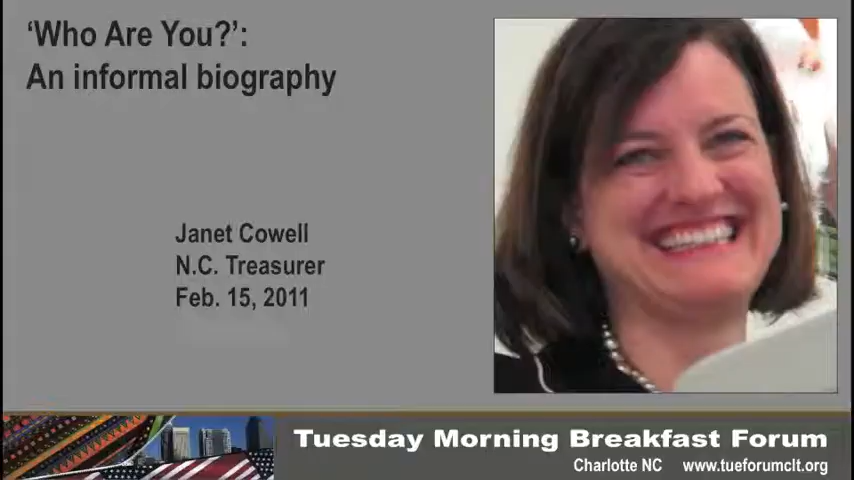 ‘Who Are You?’:
An informal biography
Janet Cowell
N.C. Treasurer
Feb. 15, 2011
Tuesday Morning Breakfast Forum
Charlotte NC www.tueforumclt.org